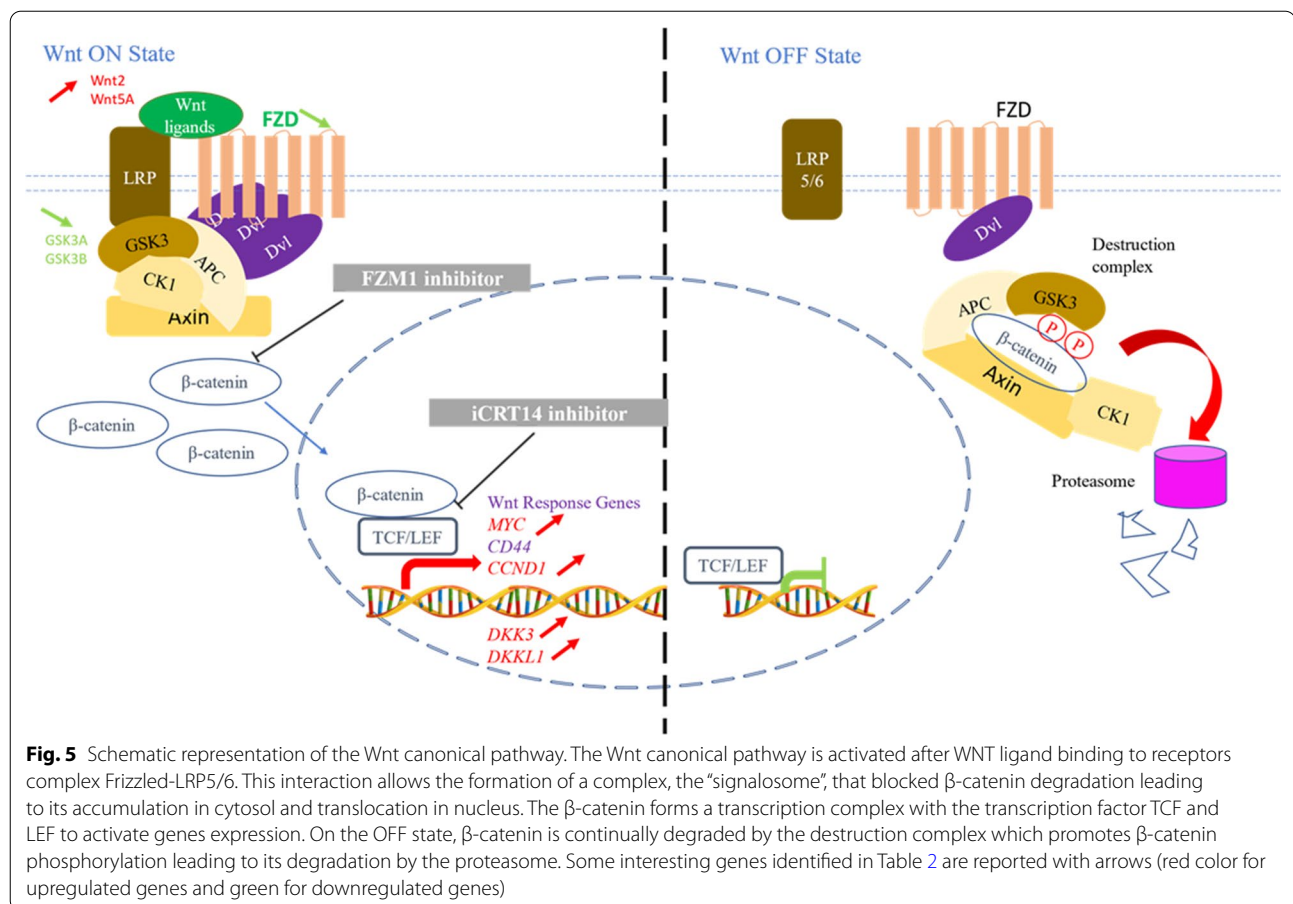 Wnt ON State
Wnt2
Wnt5A
Wnt
ligands
FZD
LRP
GSK3A
GSK3B
GSK3
CK1
APC
Axin
Dvl
Dvl
FZM1 inhibitor
β-catenin
β-catenin
β-catenin
iCRT14 inhibitor
β-catenin
TCF/LEF
Wnt Response Genes
MYC
CD44
CCND1
DKK3
DKKL1
Wnt OFF State
LRP
5/6
FZD
Dvl
Destruction
complex
APC
GSK3
P
P
β-catenin
Axin
CK1
Proteasome
TCF/LEF
Fig. 5 Schematic representation of the Wnt canonical pathway. The Wnt canonical pathway is activated after WNT ligand binding to receptors
complex Frizzled-LRP5/6. This interaction allows the formation of a complex, the “signalosome”, that blocked β-catenin degradation leading
to its accumulation in cytosol and translocation in nucleus. The β-catenin forms a transcription complex with the transcription factor TCF and
LEF to activate genes expression. On the OFF state, β-catenin is continually degraded by the destruction complex which promotes β-catenin
phosphorylation leading to its degradation by the proteasome. Some interesting genes identified in Table 2 are reported with arrows (red color for
upregulated genes and green for downregulated genes)